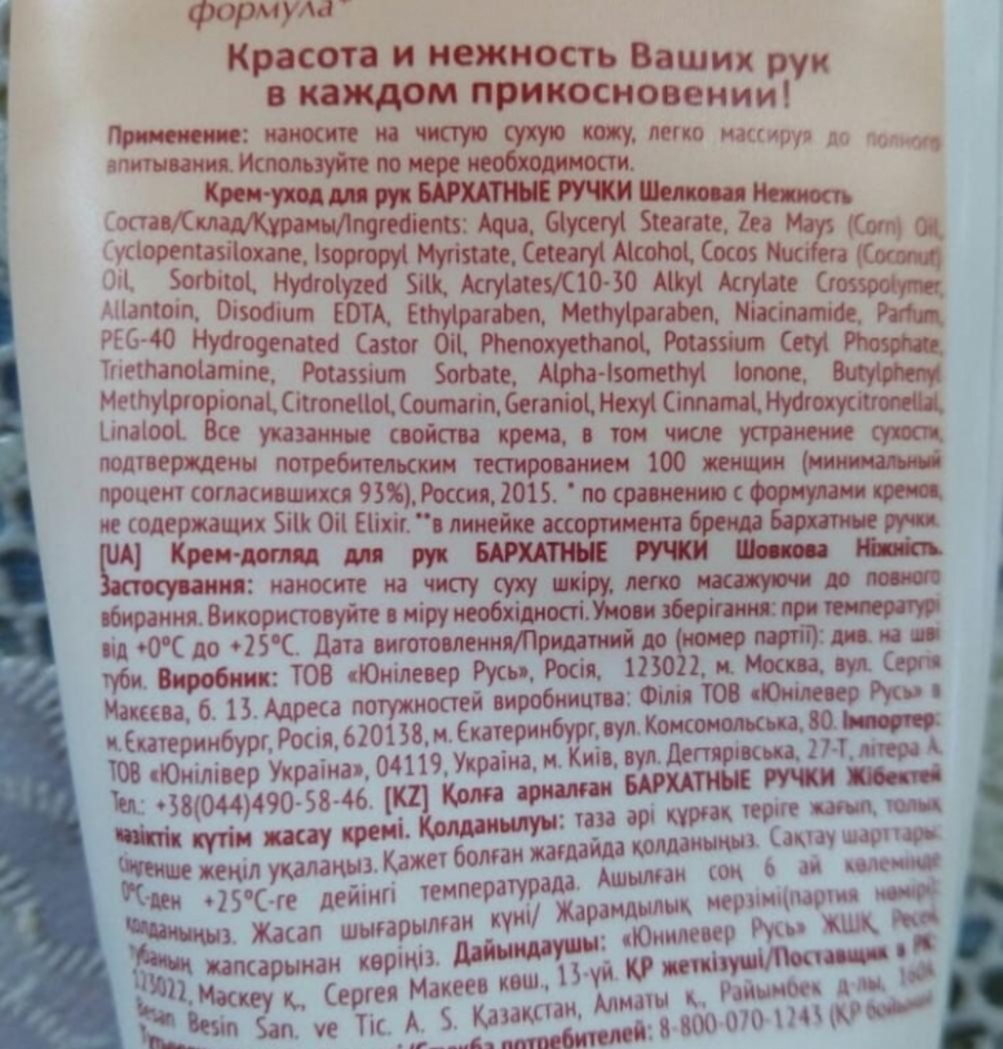 формула*
Красота и нежность Ваших рук
в каждом прикосновении!
Применение: наносите на чистую сухую кожу, легко массируя до полного
впитывания. Используйте по мере необходимости.
Крем-уход для рук БАРХАТНЫЕ РУЧКИ Шелковая Нежность
Состав/Склад/Құрамы/Ingredients: Aqua, Glyceryl Stearate, Zea Mays (Corn) Oil,
Cyclopentasiloxane, Isopropyl Myristate, Cetearyl Alcohol, Cocos Nucifera (Coconut)
Oil, Sorbitol, Hydrolyzed Silk, Acrylates/C10-30 Alkyl Acrylate Crosspolymer,
Allantoin, Disodium EDTA, Ethylparaben, Methylparaben, Niacinamide, Parfum,
PEG-40 Hydrogenated Castor Oil, Phenoxyethanol, Potassium Cetyl Phosphate,
Triethanolamine, Potassium Sorbate, Alpha-Isomethyl Ionone, Butylphenyl
Methylpropional, Citronellol, Coumarin, Geraniol, Hexyl Cinnamal, Hydroxycitronellal,
Linalool. Все указанные свойства крема, в том числе устранение сухости,
подтверждены потребительским тестированием 100 женщин (минимальный
процент согласившихся 93%), Россия, 2015. * по сравнению с формулами кремов,
не содержащих Silk Oil Elixir. **в линейке ассортимента бренда Бархатные ручки.
[UA] Крем-догляд для рук БАРХАТНЫЕ РУЧКИ Шовкова Ніжність.
Застосування: наносите на чисту суху шкіру, легко масажуючи до повного
вбирання. Використовуйте в міру необхідності. Умови зберігання: при температурі
від +0°C до +25°C. Дата виготовлення/Придатний до (номер партії): див. на шві
туби. Виробник: ТОВ «Юнілевер Русь», Росія, 123022, м. Москва, вул. Сергія
Макєєва, б. 13. Адреса потужностей виробництва: Філія ТОВ «Юнілевер Русь» в
м. Єкатеринбург, Росія, 620138, м. Єкатеринбург, вул. Комсомольська, 80. Імпортер:
ТОВ «Юнілівер Україна», 04119, Україна, м. Київ, вул. Дегтярівська, 27-Т, літера А.
Тел.: +38(044)490-58-46. [KZ] Қолға арналған БАРХАТНЫЕ РУЧКИ Жібектей
нәзіктік күтім жасау кремі. Қолданылуы: таза әрі құрғақ теріге жағып, толық
сіңгенше жеңіл уқалаңыз. Қажет болған жағдайда қолданыңыз. Сақтау шарттары:
0°C-ден +25°C-ге дейінгі температурада. Ашылған соң 6 ай көлемінде
қолданыңыз. Жасап шығарылған күні/ Жарамдылық мерзімі(партия нөмірі):
тубаның жапсарынан көріңіз. Дайындаушы: «Юнилевер Русь» ЖШҚ, Ресей,
123022, Мәскеу қ., Сергея Макеев көш., 13-үй. ҚР жеткізуші/Поставщик в РК:
Besan Besin San. ve Tic. A. S. Қазақстан, Алматы қ., Райымбек д-лы, 160А
потребителей: 8-800-070-1243 (ҚР бойынша